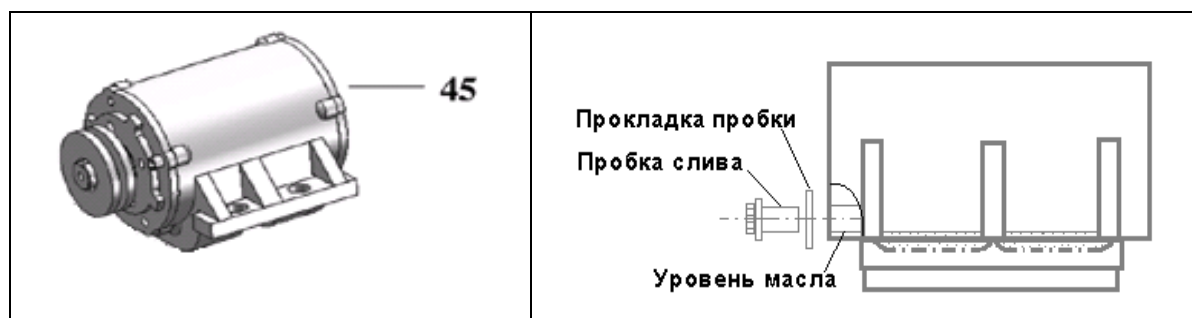 45
Прокладка пробки
Пробка слива
Уровень масла